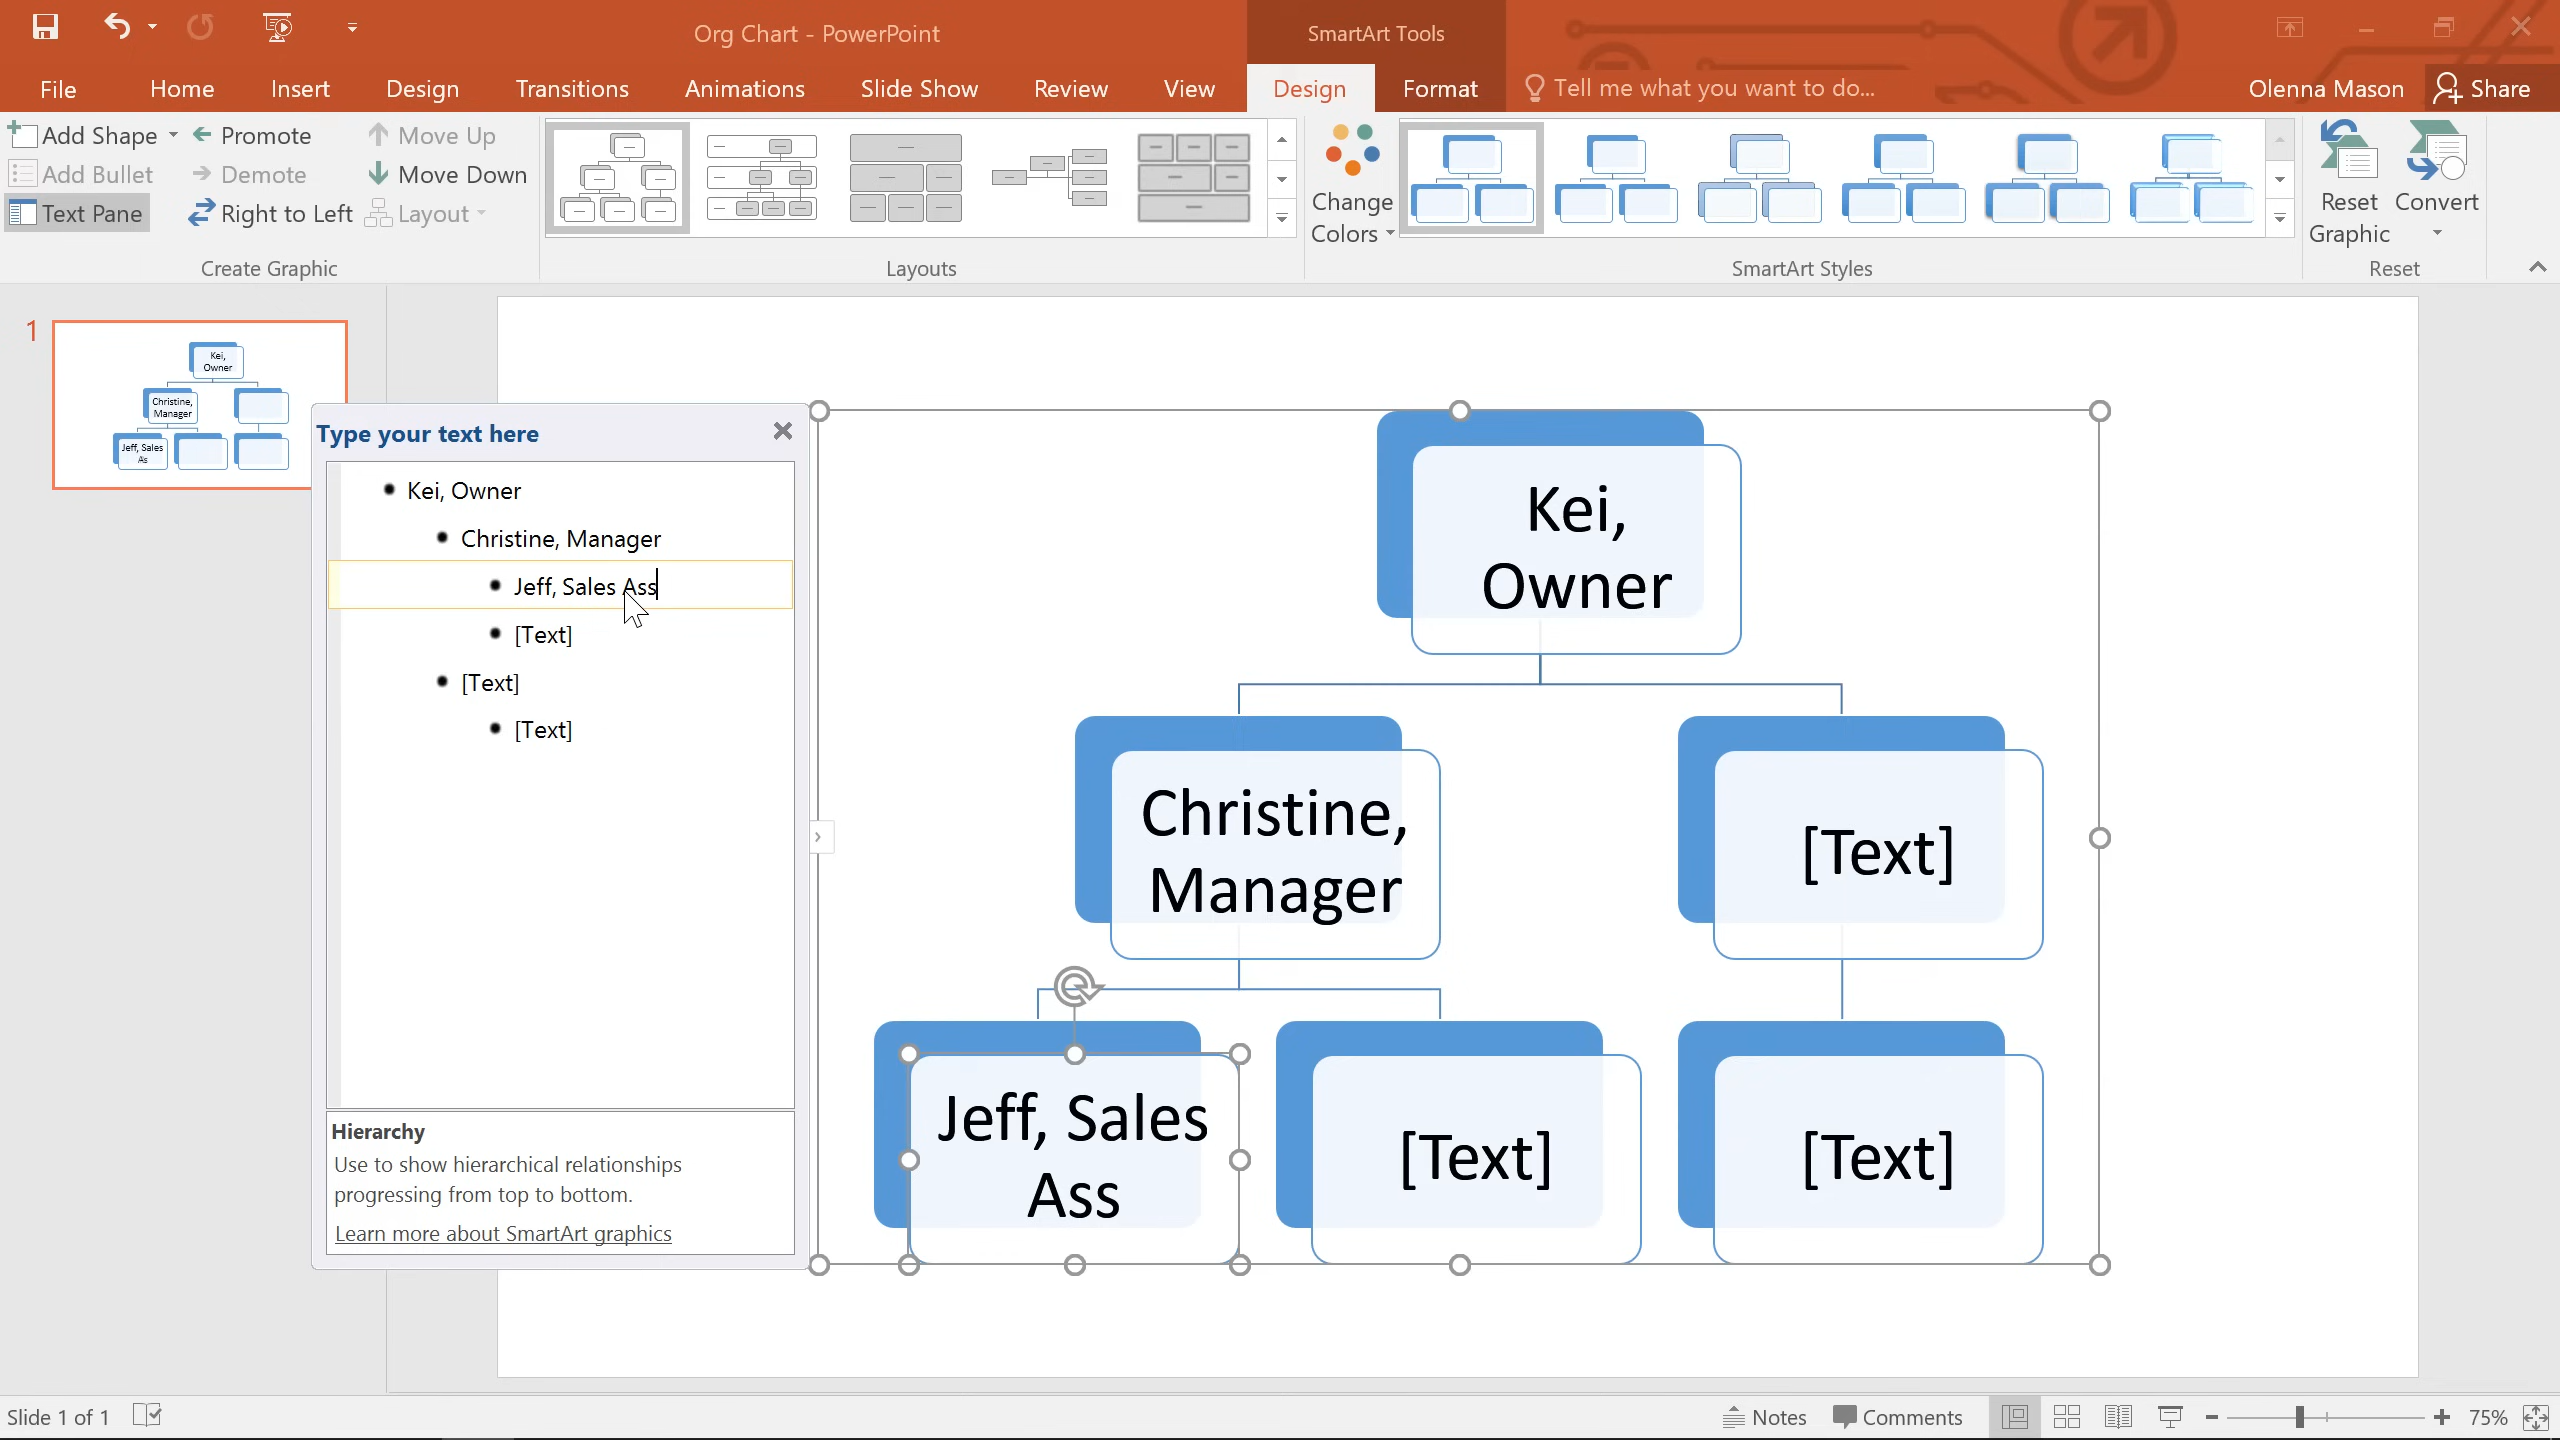 Org Chart - PowerPoint
SmartArt Tools
File Home Insert Design Transitions Animations Slide Show Review View Design Format Tell me what you want to do... Olenna Mason Share
Add Shape Promote Move Up
Add Bullet Demote Move Down
Text Pane Right to Left Layout
Create Graphic
Layouts
Change
Colors
SmartArt Styles
Reset
Graphic
Convert
Reset
1
Kei,
Owner
Christine,
Manager
Jeff, Sales
As
Type your text here
Kei, Owner
Christine, Manager
Jeff, Sales Ass
[Text]
[Text]
[Text]
Hierarchy
Use to show hierarchical relationships
progressing from top to bottom.
Learn more about SmartArt graphics
Kei,
Owner
Christine,
Manager
[Text]
Jeff, Sales
Ass
[Text]
[Text]
Slide 1 of 1 Notes Comments 75%